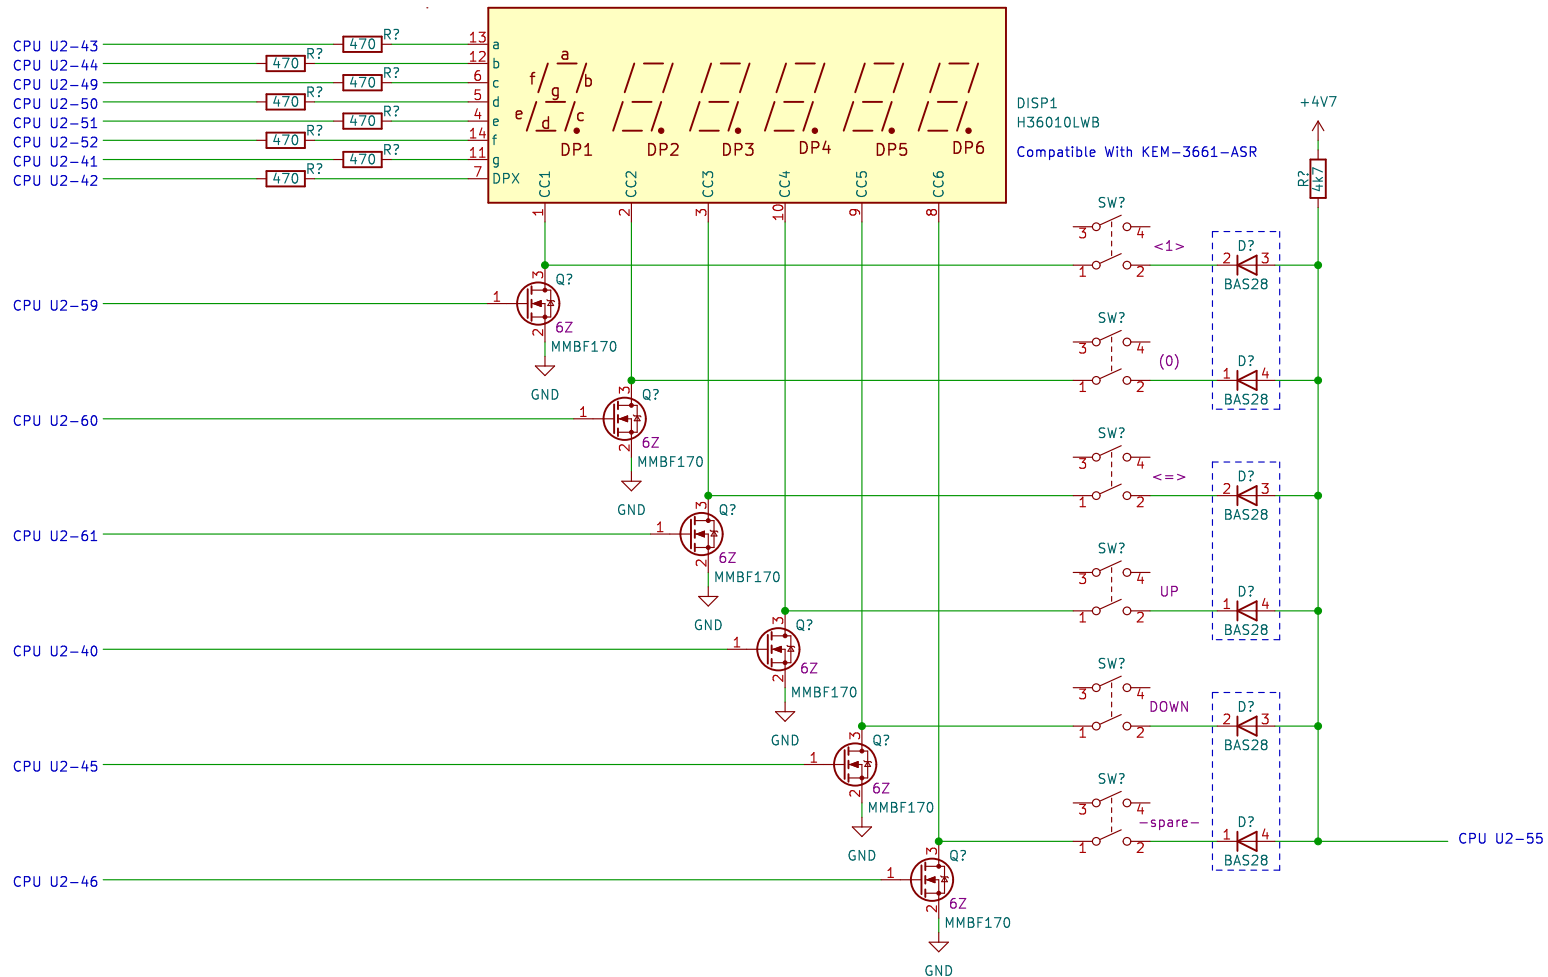 CPU U2-43 470 R? 13 a
CPU U2-44 470 R? 12 b
CPU U2-49 470 R? 6 c
CPU U2-50 470 R? 5 d
CPU U2-51 470 R? 4 e
CPU U2-52 470 R? 14 f
CPU U2-41 470 R? 11 g
CPU U2-42 470 R? 7 DPX
a
f b
g
e c
d
DP1 DP2 DP3 DP4 DP5 DP6
CC1 CC2 CC3 CC4 CC5 CC6
1 2 3 10 9 8
DISP1
H36010LWB
Compatible With KEM-3661-ASR
+4V7
R? 4k7
SW?
3 4
<1>
1 2
D?
2 3
BAS28
CPU U2-59 1
3 Q?
6Z
2 MMBF170
GND
SW?
3 4
(0)
1 2
D?
1 4
BAS28
CPU U2-60 1
3 Q?
6Z
2 MMBF170
GND
SW?
3 4
<=>
1 2
D?
2 3
BAS28
CPU U2-61 1
3 Q?
6Z
2 MMBF170
GND
SW?
3 4
UP
1 2
D?
1 4
BAS28
CPU U2-40 1
3 Q?
6Z
2 MMBF170
GND
SW?
3 4
DOWN
1 2
D?
2 3
BAS28
CPU U2-45 1
3 Q?
6Z
2 MMBF170
GND
SW?
3 4
-spare-
1 2
D?
1 4
BAS28
CPU U2-55
CPU U2-46 1
3 Q?
6Z
2 MMBF170
GND